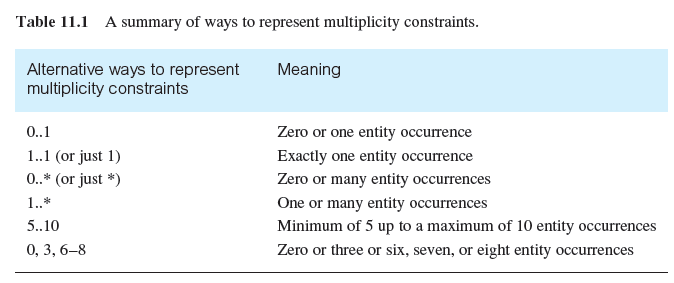 Table 11.1 A summary of ways to represent multiplicity constraints.
Alternative ways to represent multiplicity constraints Meaning
0..1 Zero or one entity occurrence
1..1 (or just 1) Exactly one entity occurrence
0..* (or just *) Zero or many entity occurrences
1..* One or many entity occurrences
5..10 Minimum of 5 up to a maximum of 10 entity occurrences
0, 3, 6–8 Zero or three or six, seven, or eight entity occurrences